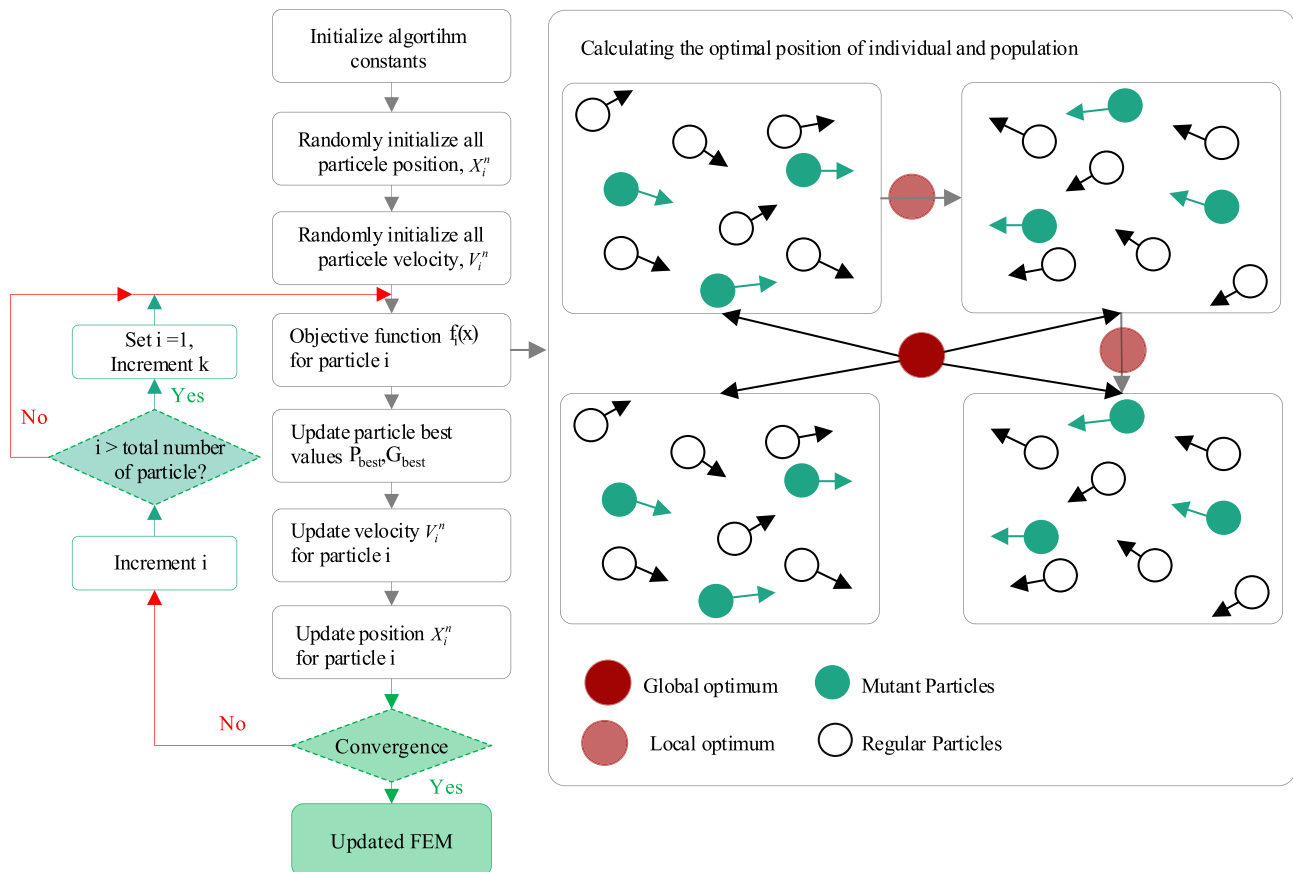 Initialize algortihm
constants
Randomly initialize all
particele position, X_i^n
Randomly initialize all
particele velocity, V_i^n
Objective function f_i(x)
for particle i
Update particle best
values P_best,G_best
Update velocity V_i^n
for particle i
Update position X_i^n
for particle i
Convergence
Yes
Updated FEM
No
Increment i
i > total number
of particle?
No
Yes
Set i =1,
Increment k
Calculating the optimal position of individual and population
Global optimum
Mutant Particles
Local optimum
Regular Particles